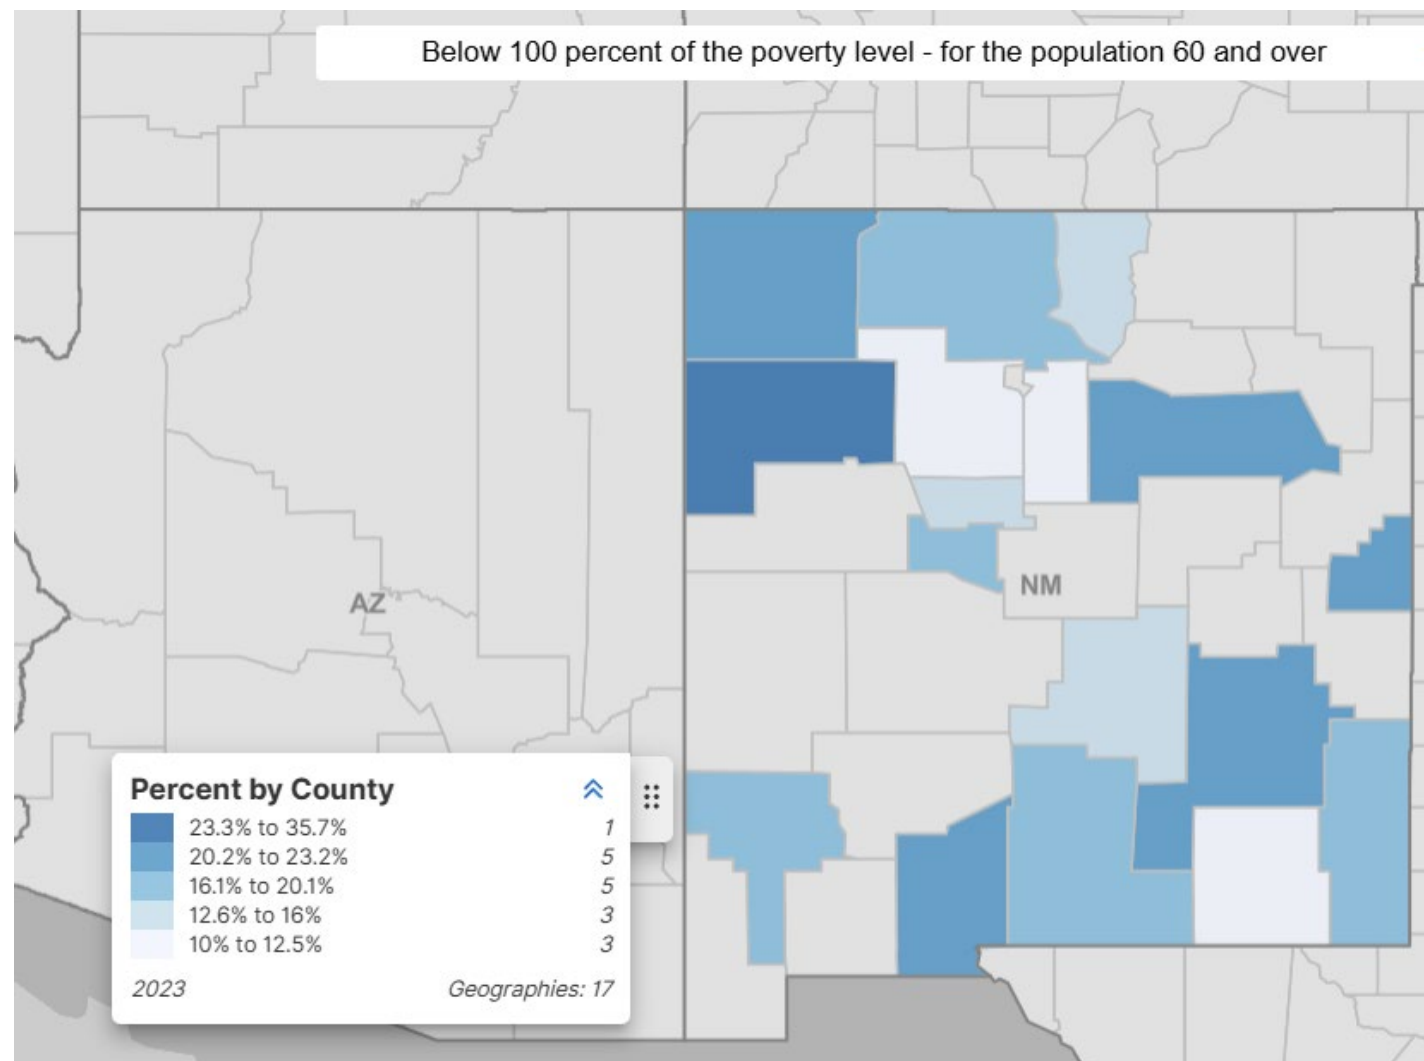 Below 100 percent of the poverty level - for the population 60 and over
NM
AZ
Percent by County
23.3% to 35.7% 1
20.2% to 23.2% 5
16.1% to 20.1% 5
12.6% to 16% 3
10% to 12.5% 3
2023 Geographies: 17